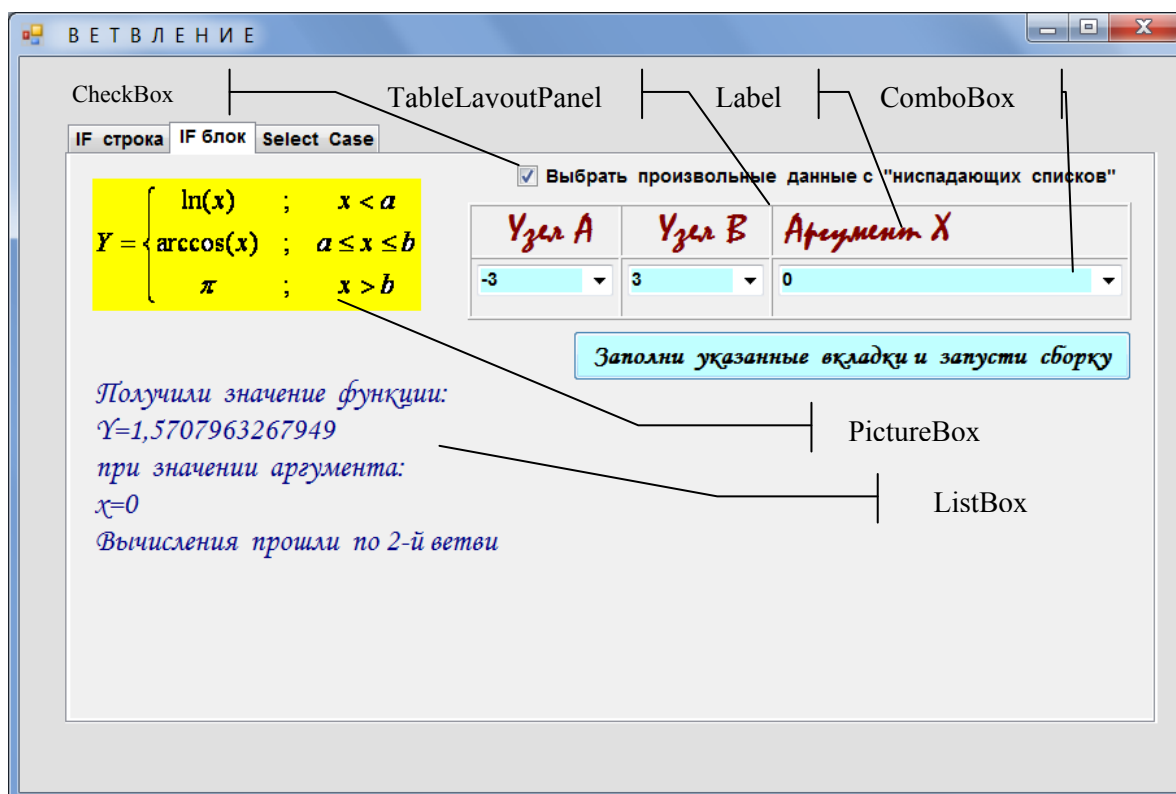 ВЕТВЛЕНИЕ
CheckBox TableLavoutPanel Label ComboBox
IF строка IF блок Select Case
Выбрать произвольные данные с "ниспадающих списков"
Y = { ln(x) ; x < a
arccos(x) ; a ≤ x ≤ b
π ; x > b
Узел A Узел B Аргумент X
-3 3 0
Заполни указанные вкладки и запусти сборку
Получили значение функции:
Y=1,5707963267949
при значении аргумента:
x=0
Вычисления прошли по 2-й ветви
PictureBox
ListBox